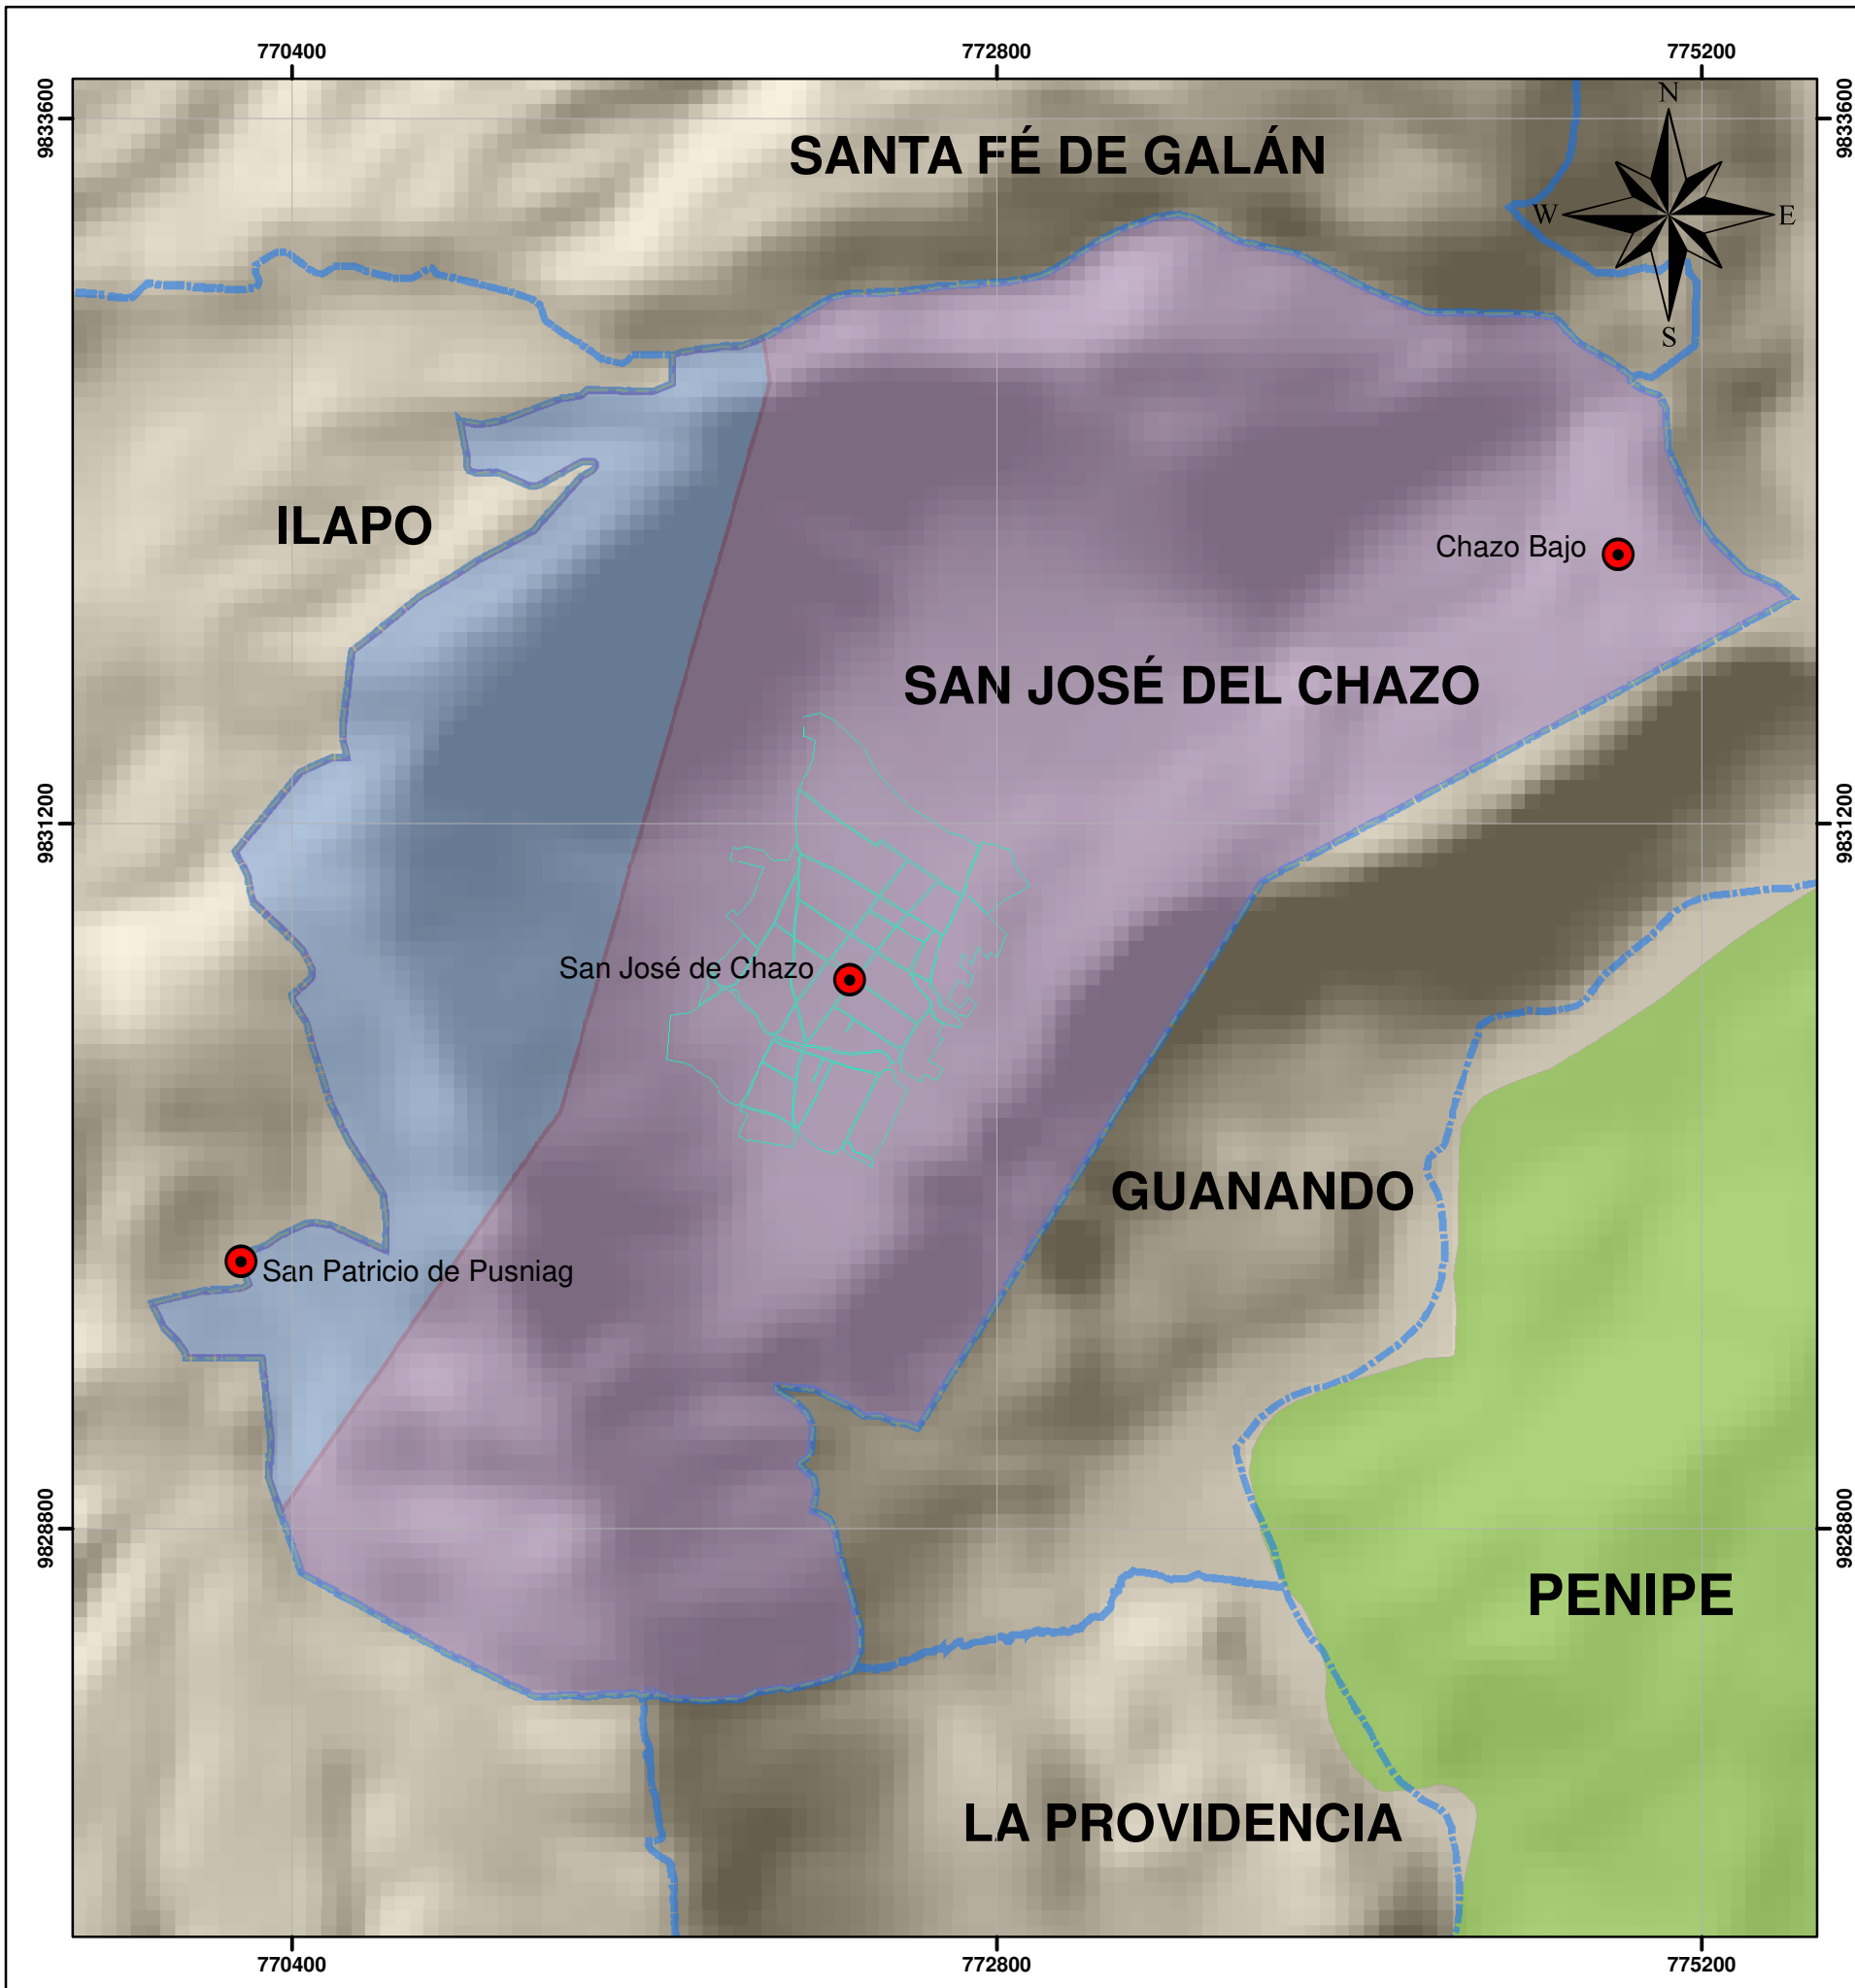 770400
772800
775200
9833600
9833600
N
SANTA FÉ DE GALÁN
W
E
S
ILAPO
Chazo Bajo
SAN JOSÉ DEL CHAZO
9831200
9831200
San José de Chazo
GUANANDO
San Patricio de Pusniag
9828800
9828800
PENIPE
LA PROVIDENCIA
770400
772800
775200